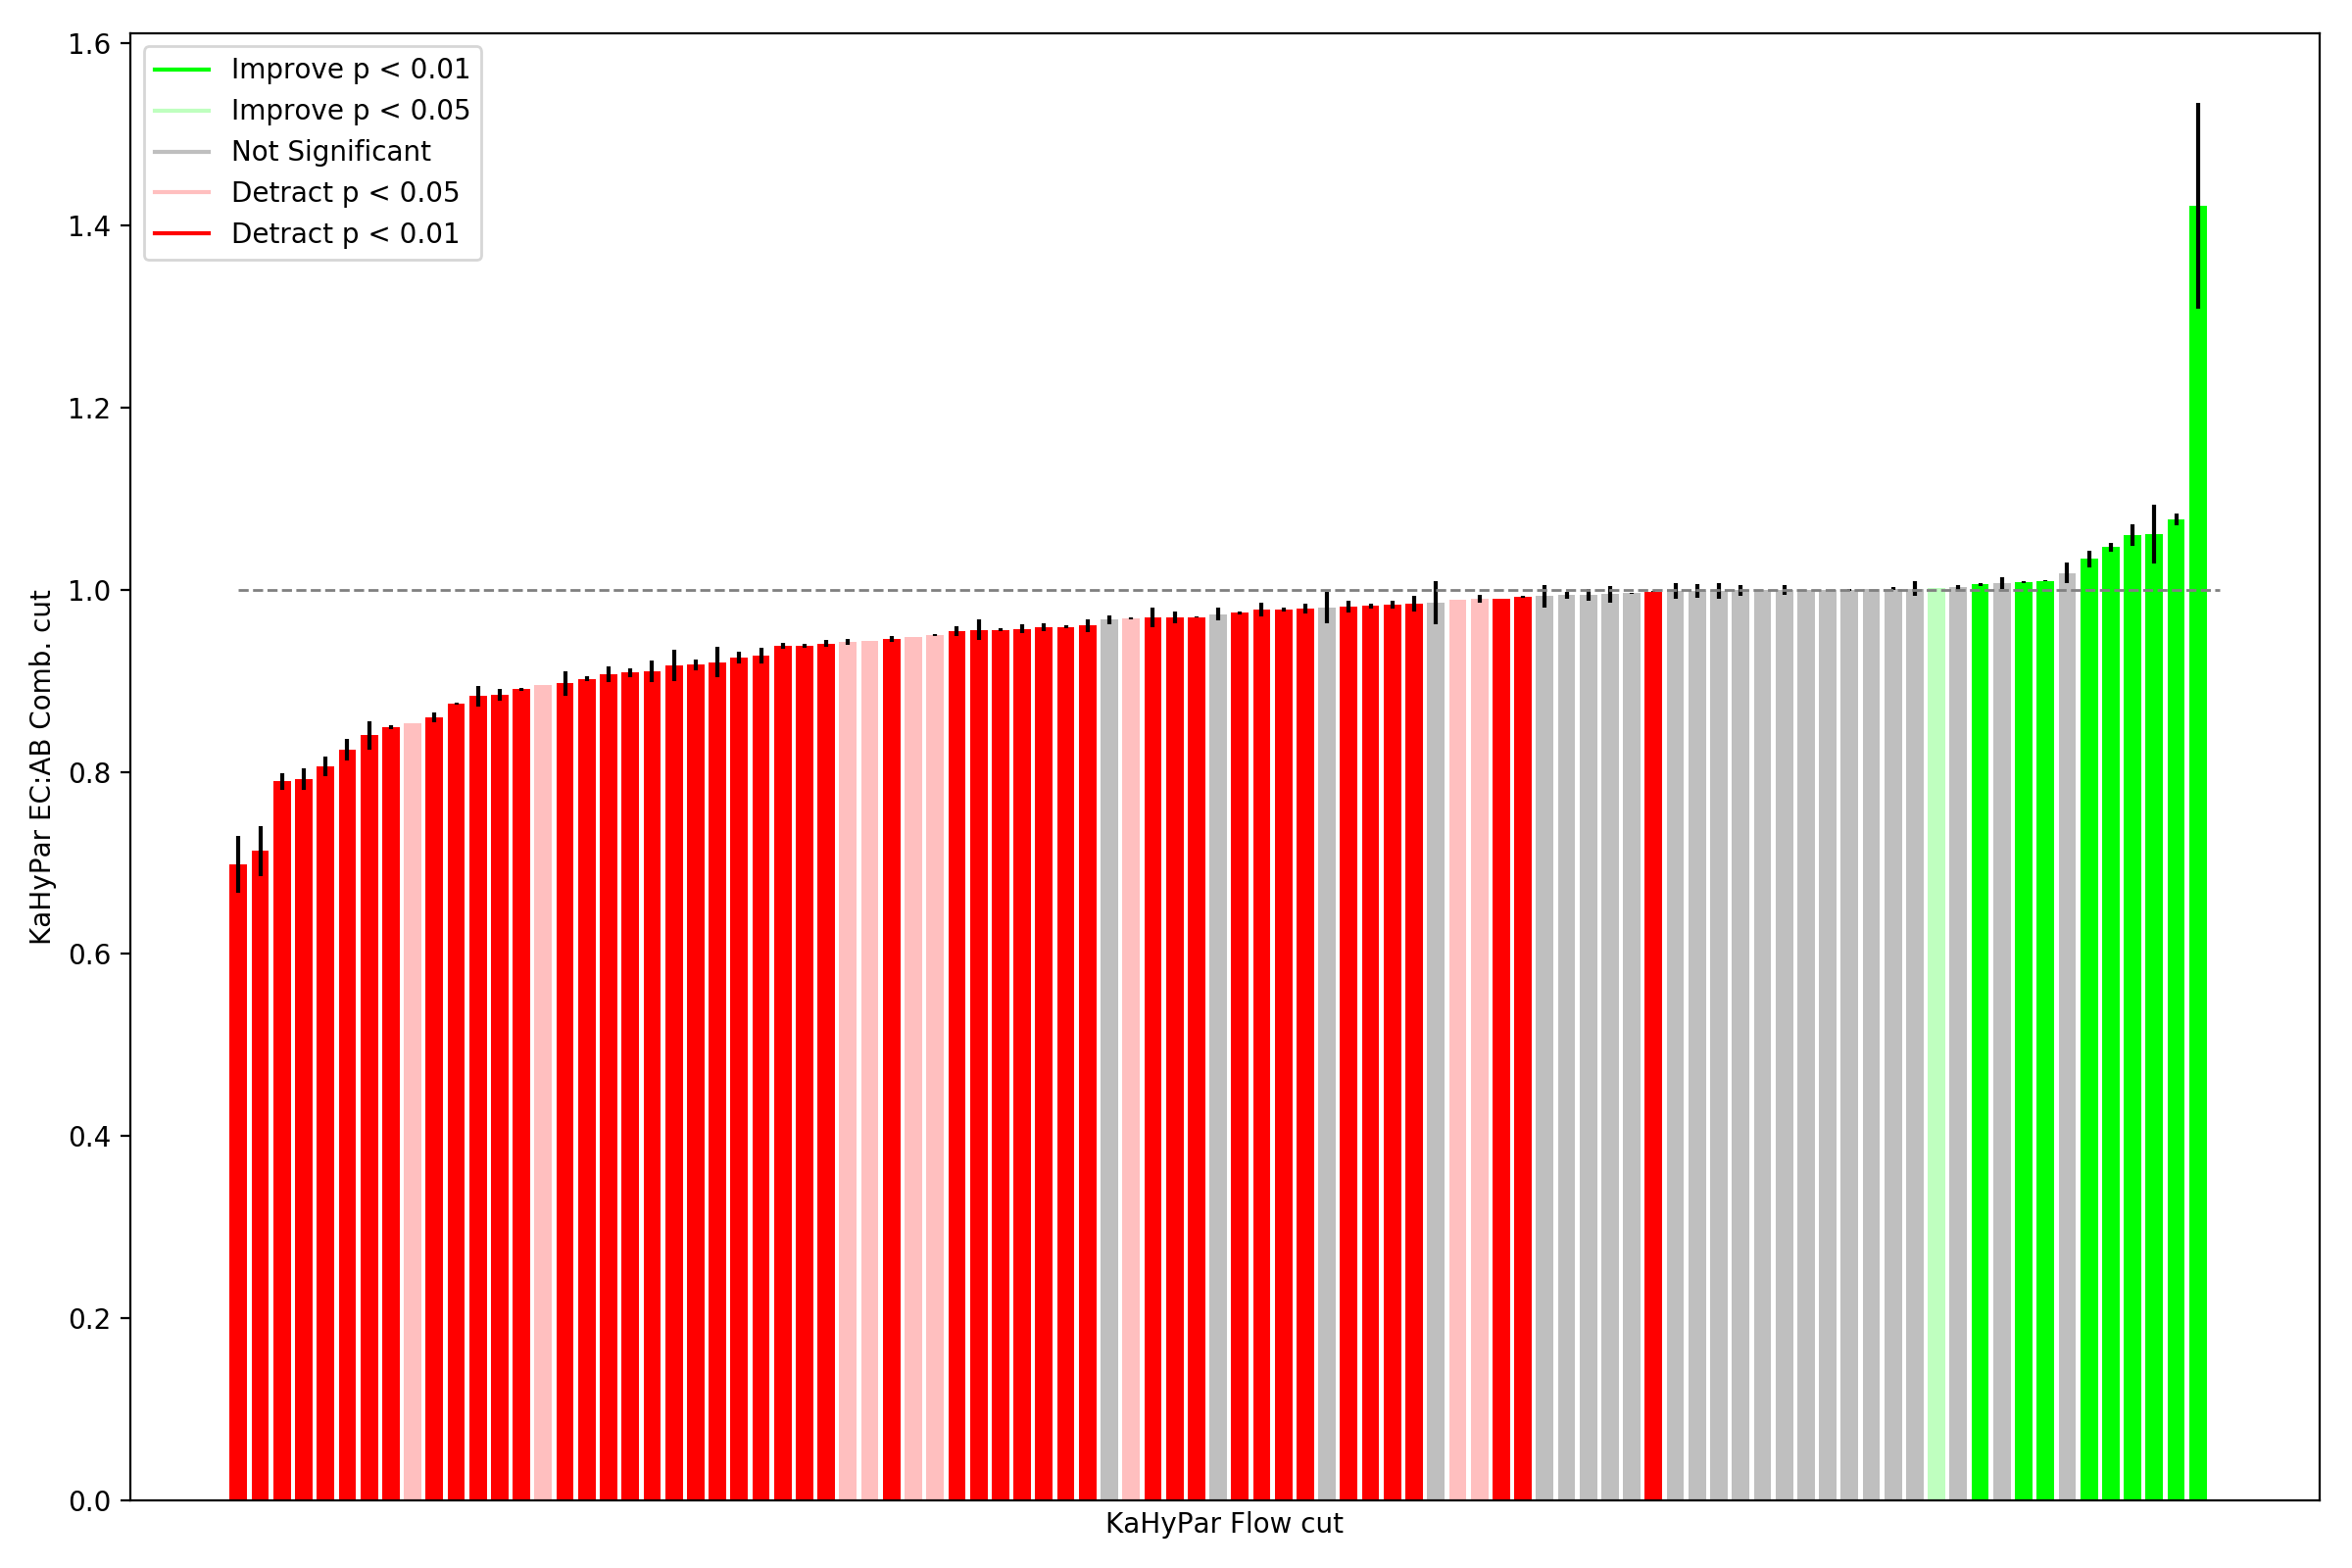 Improve p < 0.01
Improve p < 0.05
Not Significant
Detract p < 0.05
Detract p < 0.01
1.6
1.4
1.2
1.0
0.8
0.6
0.4
0.2
0.0
KaHyPar EC:AB Comb. cut
KaHyPar Flow cut